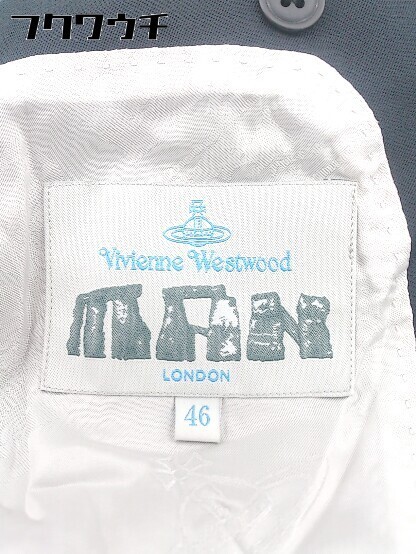 フクワウチ
Vivienne Westwood
MAN
LONDON
46